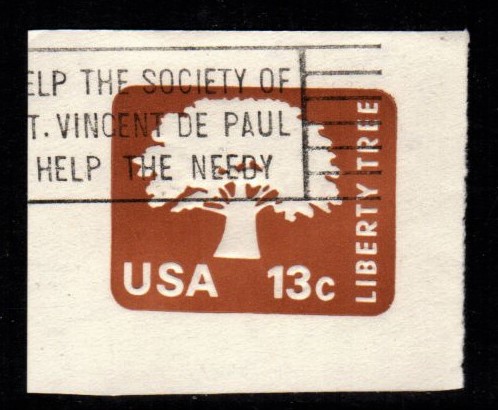 ELP THE SOCIETY OF
T. VINCENT DE PAUL
HELP THE NEEDY
USA 13c
LIBERTY TREE